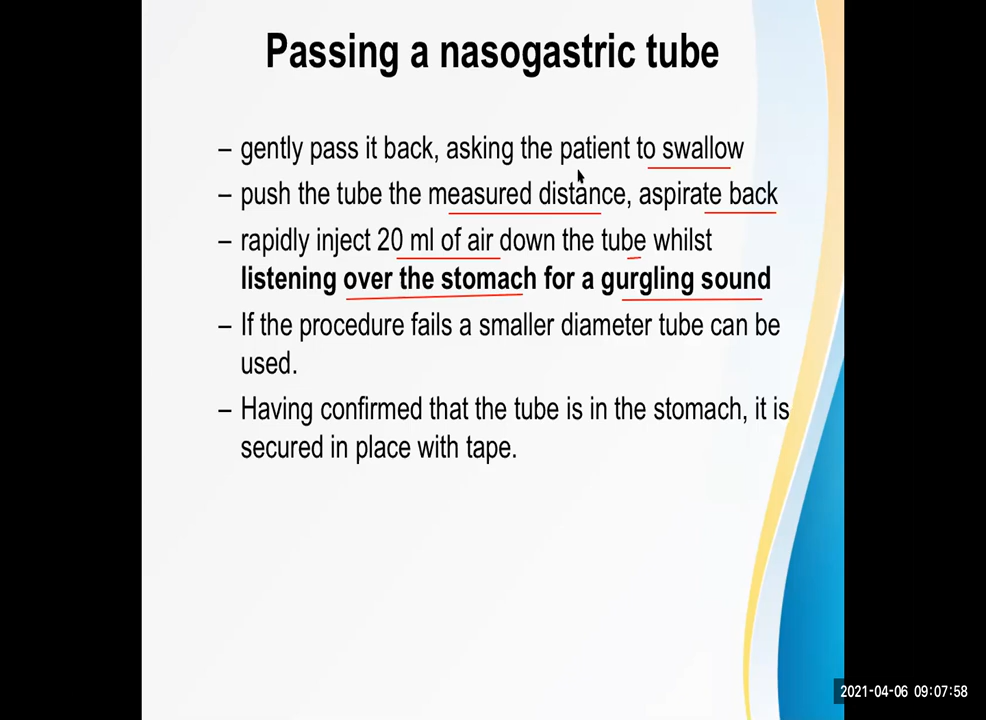 Passing a nasogastric tube
– gently pass it back, asking the patient to swallow
– push the tube the measured distance, aspirate back
– rapidly inject 20 ml of air down the tube whilst
listening over the stomach for a gurgling sound
– If the procedure fails a smaller diameter tube can be
used.
– Having confirmed that the tube is in the stomach, it is
secured in place with tape.
2021-04-06 09:07:58